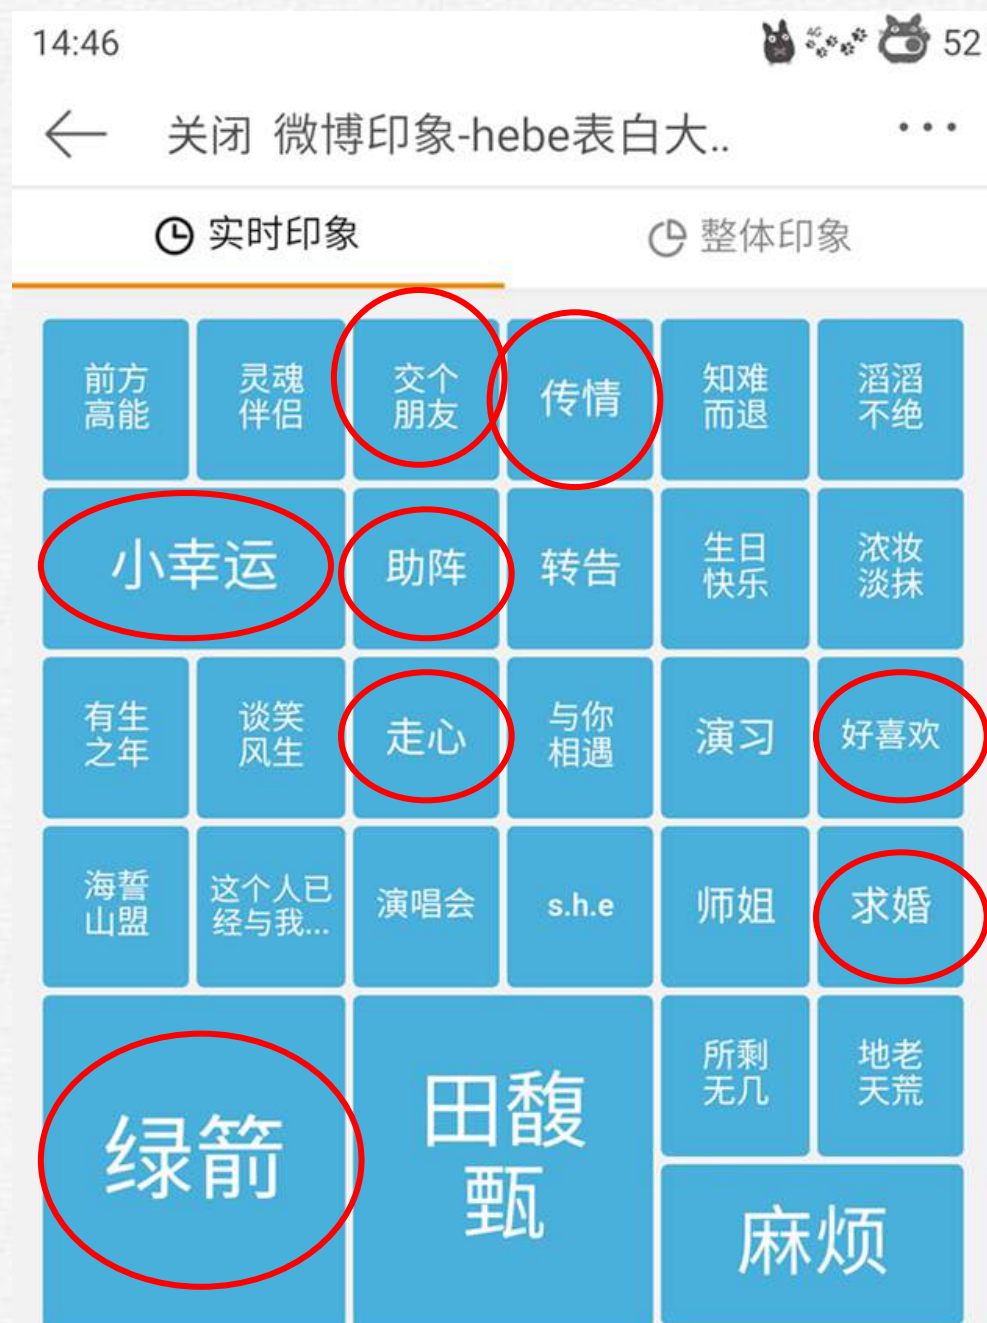 14:46
4G
52
关闭 微博印象-hebe表白大..
实时印象
整体印象
前方
高能
灵魂
伴侣
交个
朋友
传情
知难
而退
滔滔
不绝
小幸运
助阵
转告
生日
快乐
浓妆
淡抹
有生
之年
谈笑
风生
走心
与你
相遇
演习
好喜欢
海誓
山盟
这个人已
经与我...
演唱会
s.h.e
师姐
求婚
绿箭
田馥
甄
所剩
无几
地老
天荒
麻烦